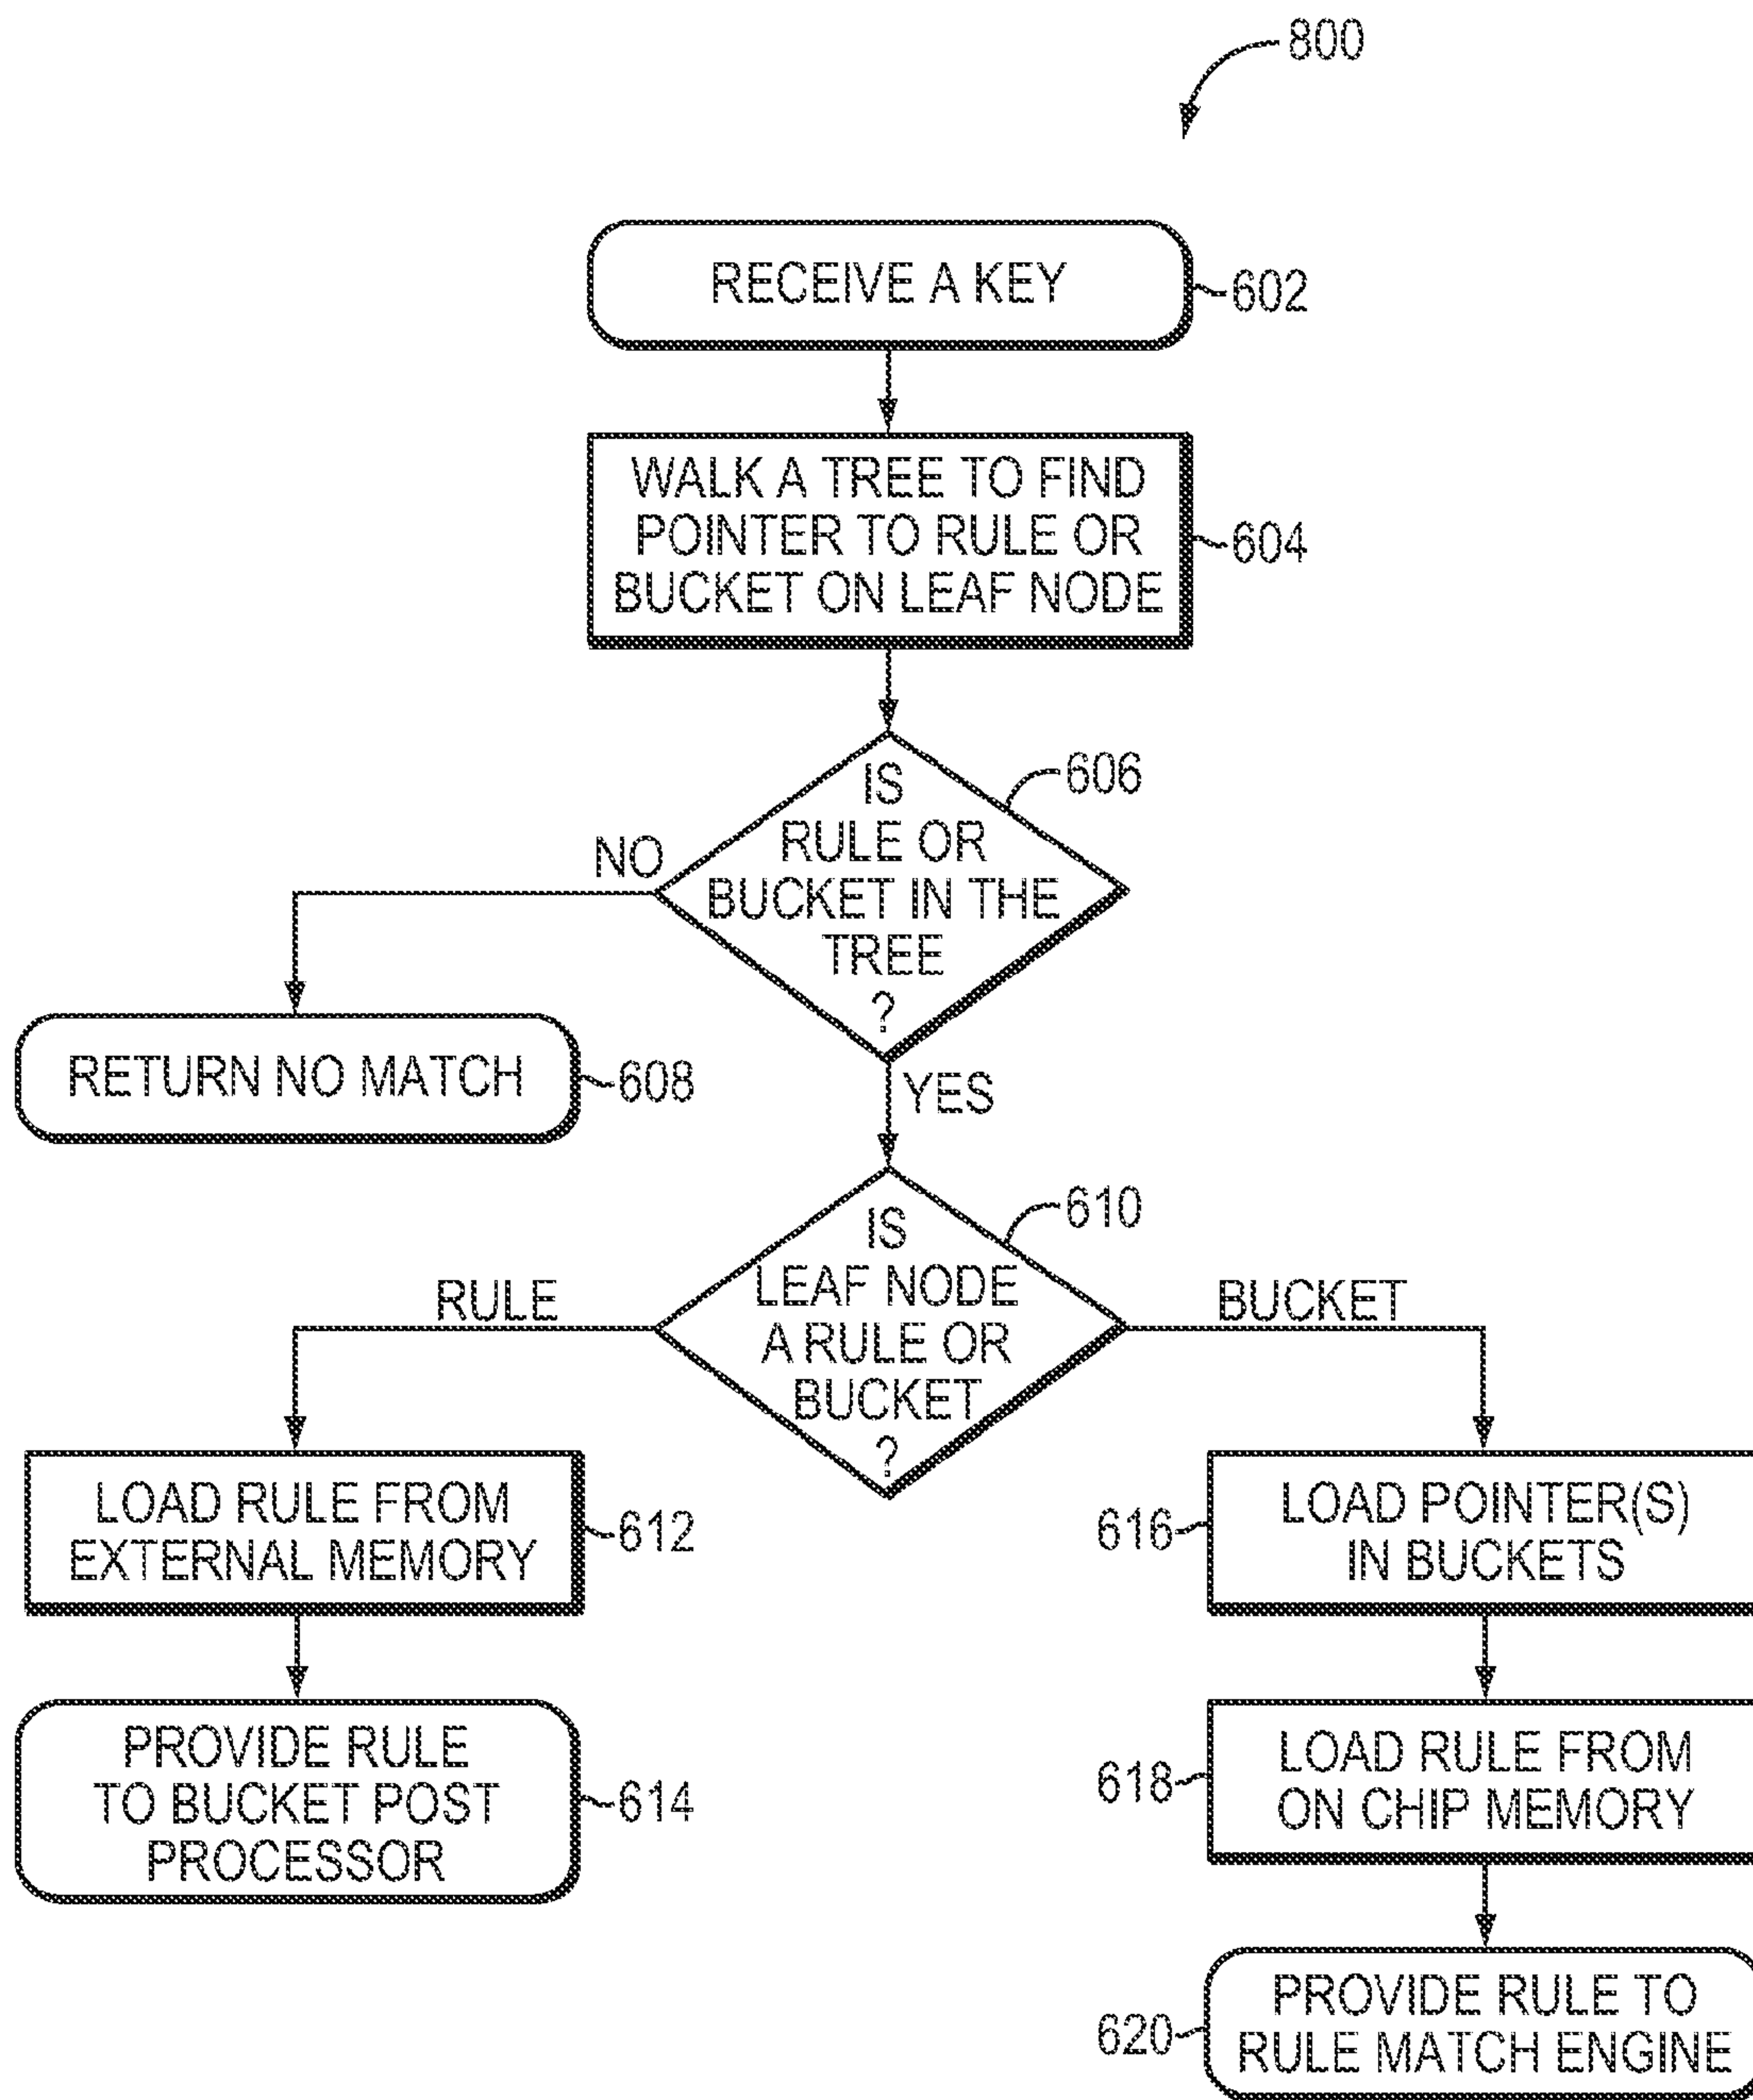 800
RECEIVE A KEY
602
WALK A TREE TO FIND
POINTER TO RULE OR
BUCKET ON LEAF NODE
604
IS
RULE OR
BUCKET IN THE
TREE
?
606
NO
RETURN NO MATCH
608
YES
IS
LEAF NODE
A RULE OR
BUCKET
?
610
RULE
BUCKET
LOAD RULE FROM
EXTERNAL MEMORY
612
PROVIDE RULE
TO BUCKET POST
PROCESSOR
614
LOAD POINTER(S)
IN BUCKETS
616
LOAD RULE FROM
ON CHIP MEMORY
618
PROVIDE RULE TO
RULE MATCH ENGINE
620